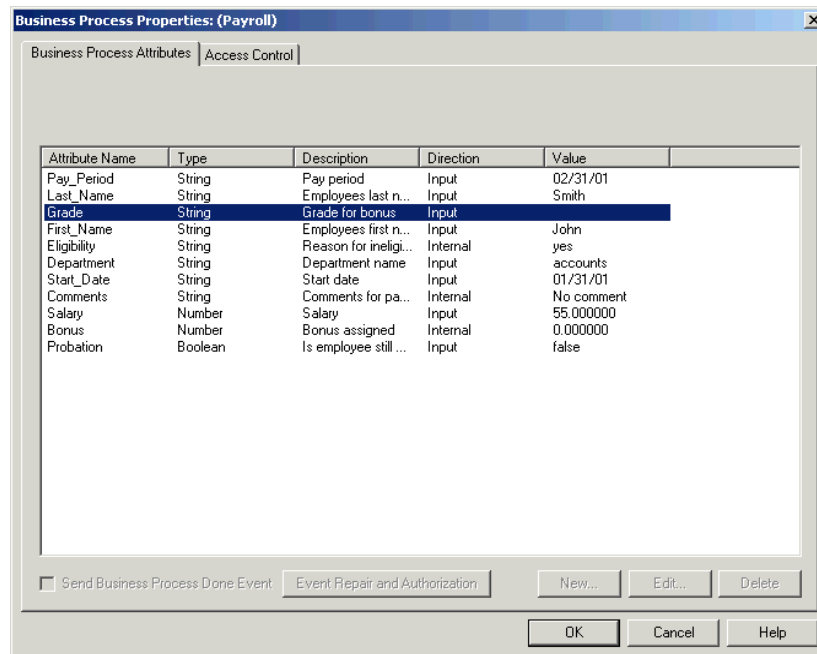 Business Process Properties: (Payroll)
Business Process Attributes Access Control
Attribute Name Type Description Direction Value
Pay_Period String Pay period Input 02/31/01
Last_Name String Employees last n... Input Smith
Grade String Grade for bonus Input
First_Name String Employees first n... Input John
Eligibility String Reason for ineligi... Internal yes
Department String Department name Input accounts
Start_Date String Start date Input 01/31/01
Comments String Comments for pa... Internal No comment
Salary Number Salary Input 55.000000
Bonus Number Bonus assigned Internal 0.000000
Probation Boolean Is employee still ... Input false
Send Business Process Done Event Event Repair and Authorization New... Edit... Delete
OK Cancel Help